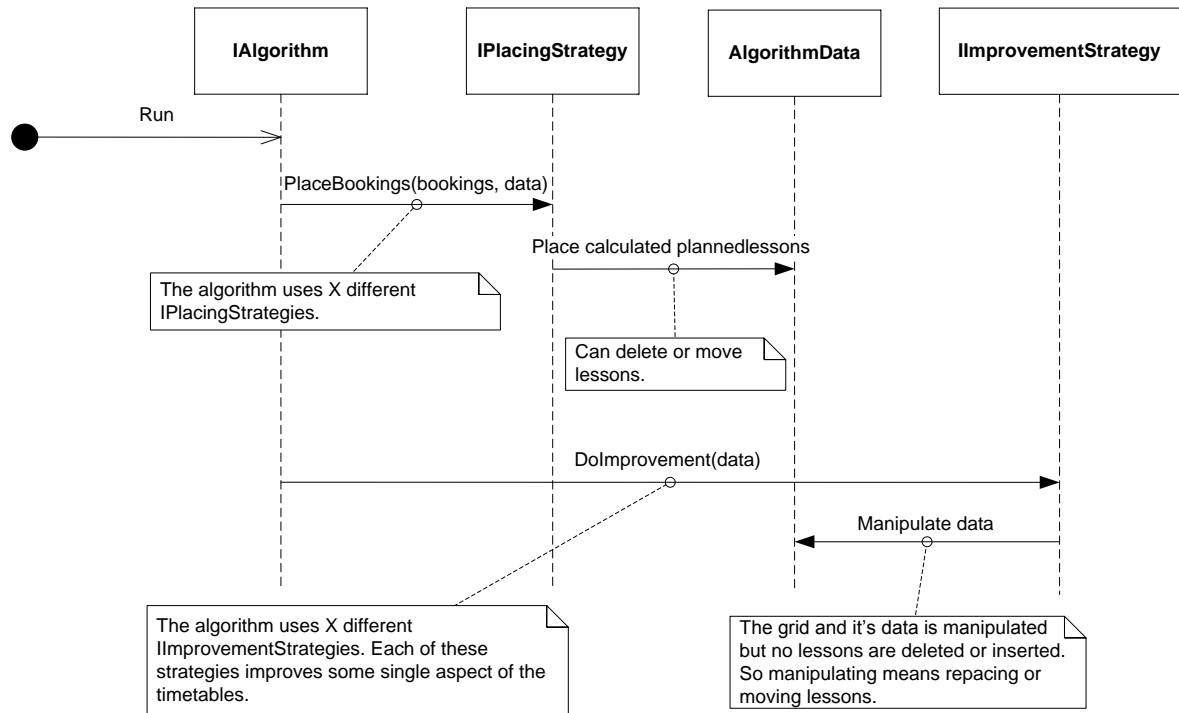 IAlgorithm
IPlacingStrategy
AlgorithmData
IImprovementStrategy
Run
PlaceBookings(bookings, data)
Place calculated plannedlessons
The algorithm uses X different
IPlacingStrategies.
Can delete or move
lessons.
DoImprovement(data)
Manipulate data
The algorithm uses X different
IImprovementStrategies. Each of these
strategies improves some single aspect of the
timetables.
The grid and it's data is manipulated
but no lessons are deleted or inserted.
So manipulating means repacing or
moving lessons.